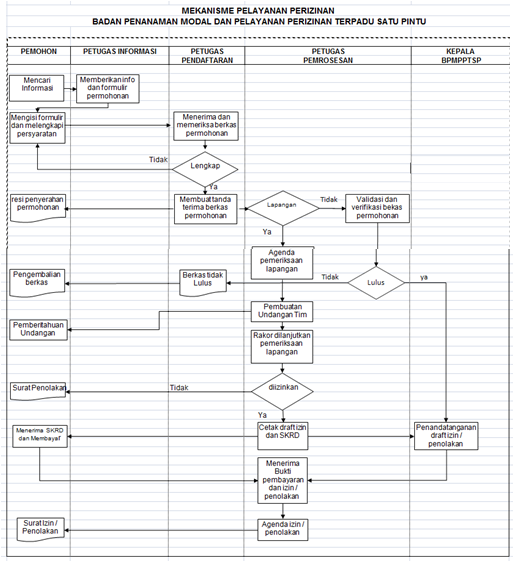 MEKANISME PELAYANAN PERIZINAN
BADAN PENANAMAN MODAL DAN PELAYANAN PERIZINAN TERPADU SATU PINTU
PEMOHON
PETUGAS INFORMASI
PETUGAS
PENDAFTARAN
PETUGAS
PEMROSESAN
KEPALA
BPMPPTSP
Mencari
Informasi
Memberikan info
dan formulir
permohonan
Mengisi formulir
dan melengkapi
persyaratan
Menerima dan
memeriksa berkas
permohonan
Tidak
Lengkap
Ya
resi penyerahan
permohonan
Membuat tanda
terima berkas
permohonan
Lapangan
Tidak
Validasi dan
verifikasi bekas
permohonan
Ya
Agenda
pemeriksaan
lapangan
Pengembalian
berkas
Berkas tidak
Lulus
Tidak
Lulus
ya
Pembuatan
Undangan Tim
Pemberitahuan
Undangan
Rakor dilanjutkan
pemeriksaan
lapangan
Surat Penolakan
Tidak
diizinkan
Ya
Menerima SKRD
dan Membayar
Cetak draft izin
dan SKRD
Penandatanganan
draft izin /
penolakan
Menerima
Bukti
pembayaran
dan izin /
penolakan
Surat Izin /
Penolakan
Agenda izin /
penolakan